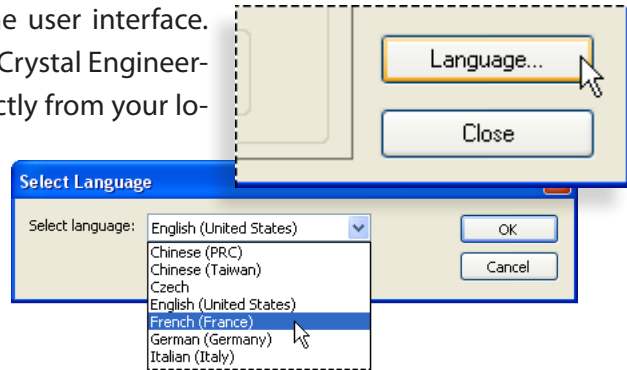 e user interface.
Crystal Engineer-
ctly from your lo-
Language...
Close
Select Language
Select language:
English (United States)
OK
Chinese (PRC)
Chinese (Taiwan)
Cancel
Czech
English (United States)
French (France)
German (Germany)
Italian (Italy)